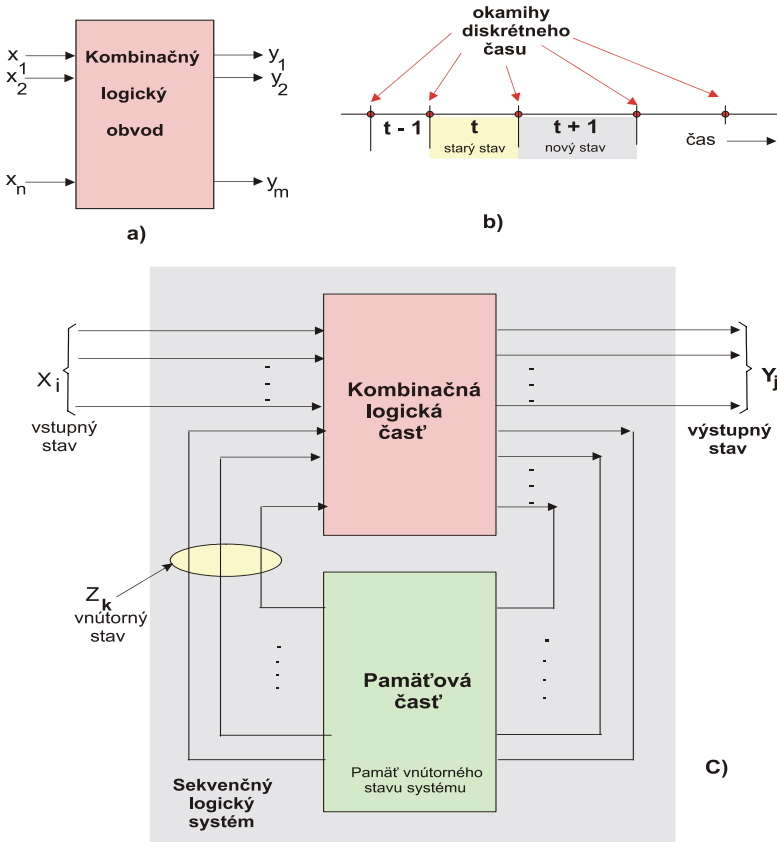 x1
x2
xn
Kombinačný
logický
obvod
y1
y2
ym
a)
okamihy
diskrétneho
času
t - 1
t
t + 1
starý stav
nový stav
čas
b)
Xi
vstupný
stav
Kombinačná
logická
časť
Yj
výstupný
stav
Zk
vnútorný
stav
Pamäťová
časť
Pamäť vnútorného
stavu systému
Sekvenčný
logický
systém
C)